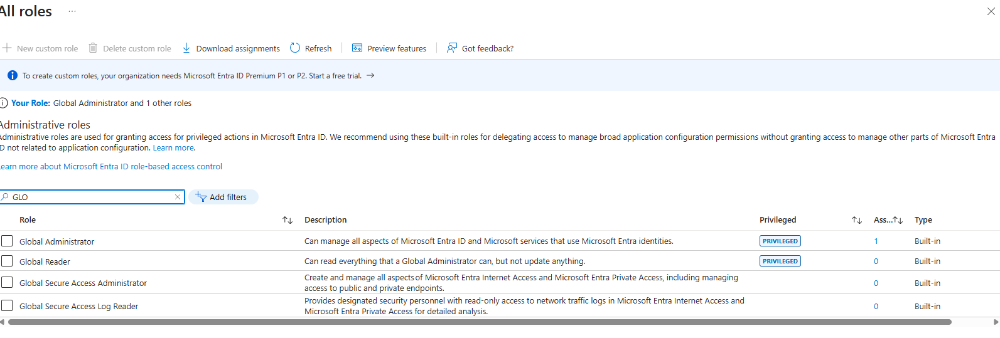 All roles ...
New custom role Delete custom role Download assignments Refresh Preview features Got feedback?
To create custom roles, your organization needs Microsoft Entra ID Premium P1 or P2. Start a free trial. →
Your Role: Global Administrator and 1 other roles
Administrative roles
Administrative roles are used for granting access for privileged actions in Microsoft Entra ID. We recommend using these built-in roles for delegating access to manage broad application configuration permissions without granting access to manage other parts of Microsoft Entra
ID not related to application configuration. Learn more.
Learn more about Microsoft Entra ID role-based access control
GLO Add filters
Role Description Privileged Ass... Type
Global Administrator Can manage all aspects of Microsoft Entra ID and Microsoft services that use Microsoft Entra identities. PRIVILEGED 1 Built-in
Global Reader Can read everything that a Global Administrator can, but not update anything. PRIVILEGED 0 Built-in
Global Secure Access Administrator Create and manage all aspects of Microsoft Entra Internet Access and Microsoft Entra Private Access, including managing
access to public and private endpoints. 0 Built-in
Global Secure Access Log Reader Provides designated security personnel with read-only access to network traffic logs in Microsoft Entra Internet Access and
Microsoft Entra Private Access for detailed analysis. 0 Built-in